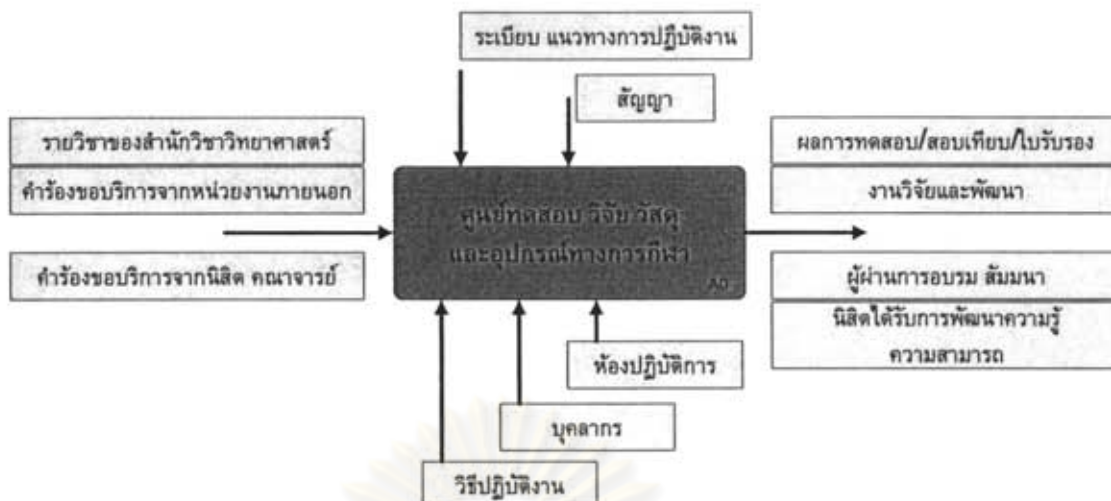 ระเบียบ แนวทางการปฏิบัติงาน
สัญญา
รายวิชาของสำนักวิชาวิทยาศาสตร์
คำร้องขอบริการจากหน่วยงานภายนอก
คำร้องขอบริการจากนิสิต คณาจารย์
ศูนย์ทดสอบ วิจัย วัสดุ
และอุปกรณ์ทางการกีฬา
A0
ผลการทดสอบ/สอบเทียบ/ใบรับรอง
งานวิจัยและพัฒนา
ผู้ผ่านการอบรม สัมมนา
นิสิตได้รับการพัฒนาความรู้
ความสามารถ
ห้องปฏิบัติการ
บุคลากร
วิธีปฏิบัติงาน